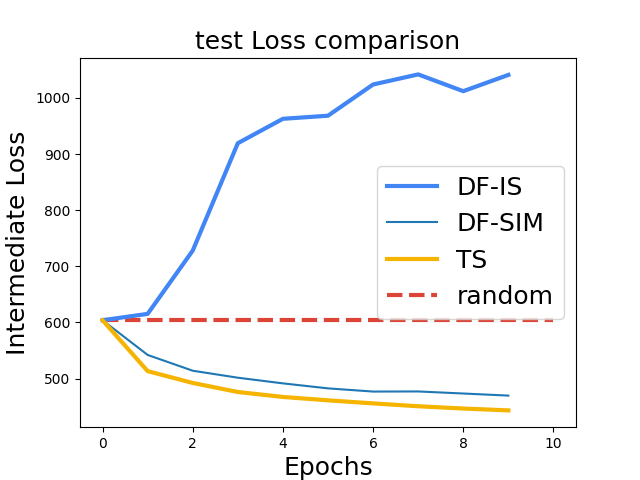 test Loss comparison
Intermediate Loss
1000
900
800
700
600
500
DF-IS
DF-SIM
TS
random
0 2 4 6 8 10
Epochs